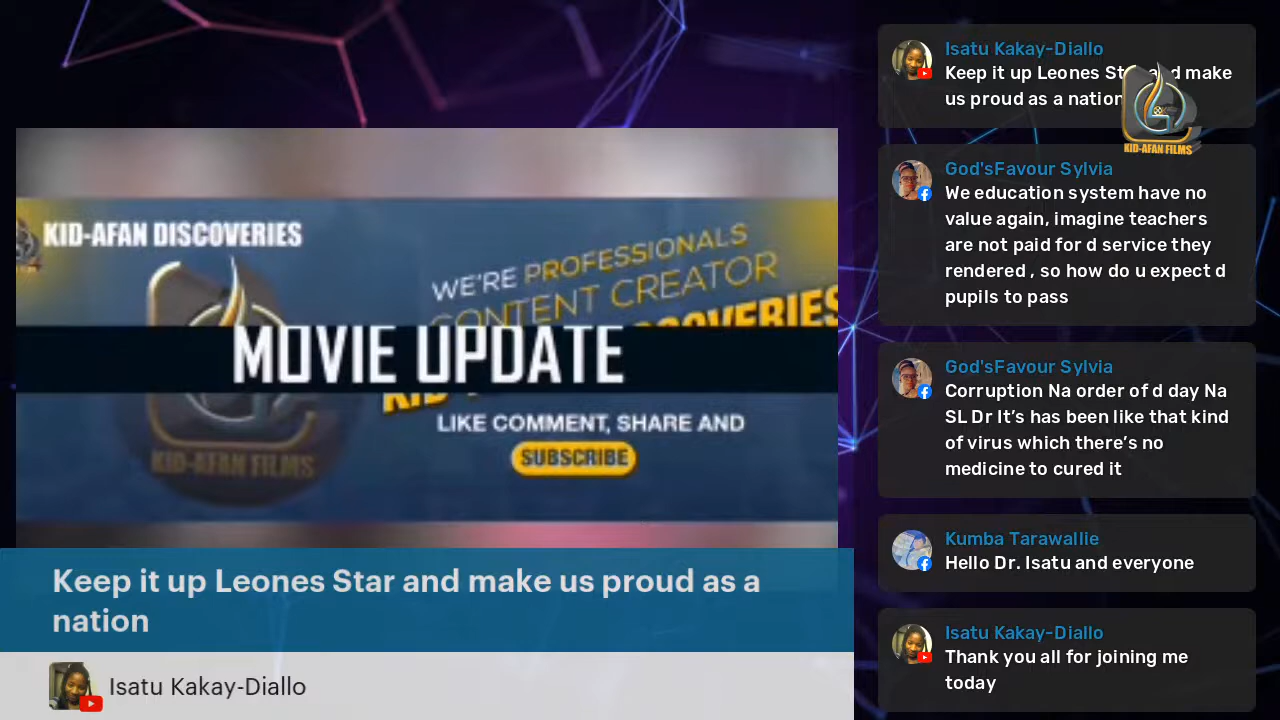 KID-AFAN DISCOVERIES
WE'RE PROFESSIONALS
CONTENT CREATOR
MOVIE UPDATE
LIKE COMMENT, SHARE AND
SUBSCRIBE
KID-AFAN FILMS
Keep it up Leones Star and make us proud as a
nation
Isatu Kakay-Diallo
Isatu Kakay-Diallo
Keep it up Leones Star and make
us proud as a nation
KID-AFAN FILMS
God'sFavour Sylvia
We education system have no
value again, imagine teachers
are not paid for d service they
rendered , so how do u expect d
pupils to pass
God'sFavour Sylvia
Corruption Na order of d day Na
SL Dr It’s has been like that kind
of virus which there’s no
medicine to cured it
Kumba Tarawallie
Hello Dr. Isatu and everyone
Isatu Kakay-Diallo
Thank you all for joining me
today